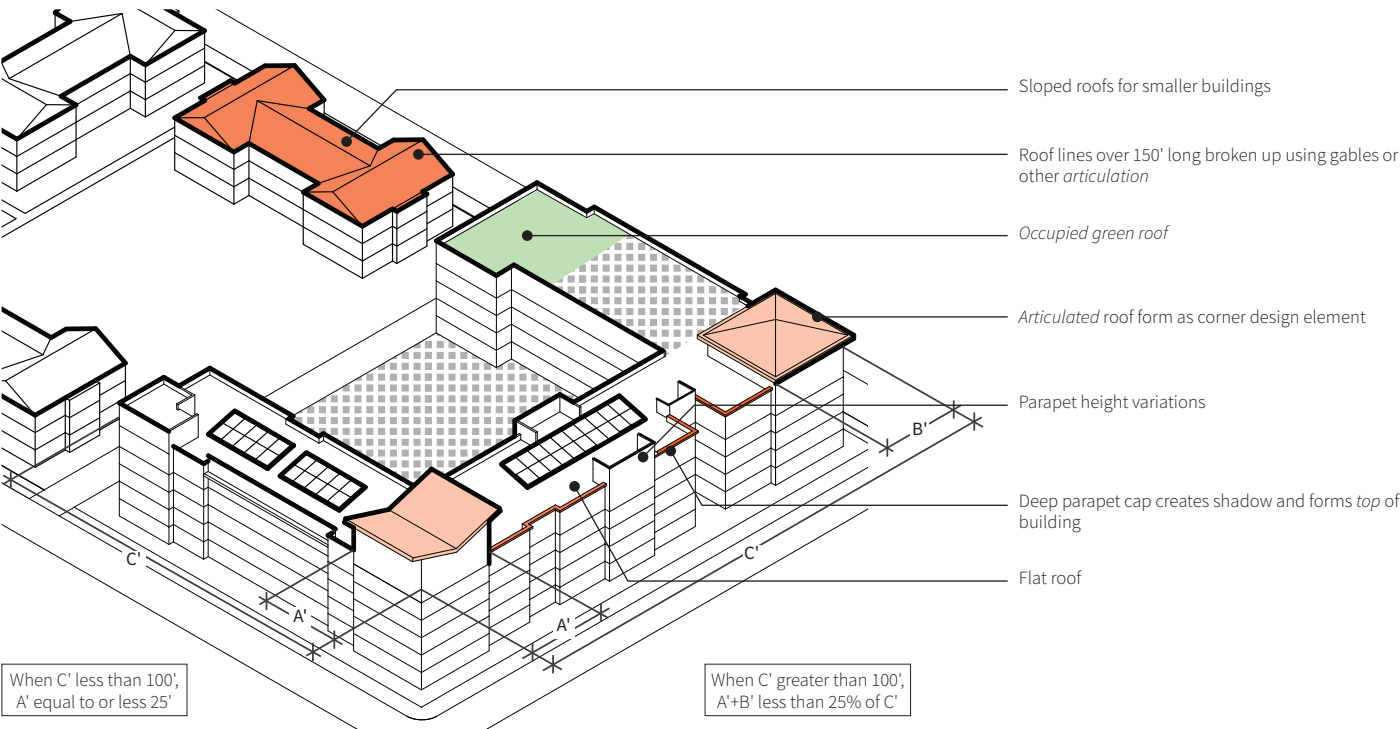 Sloped roofs for smaller buildings
Roof lines over 150' long broken up using gables or
other articulation
Occupied green roof
Articulated roof form as corner design element
Parapet height variations
B'
Deep parapet cap creates shadow and forms top of
building
C'
C'
Flat roof
A'
A'
When C' less than 100',
A' equal to or less 25'
When C' greater than 100',
A'+B' less than 25% of C'